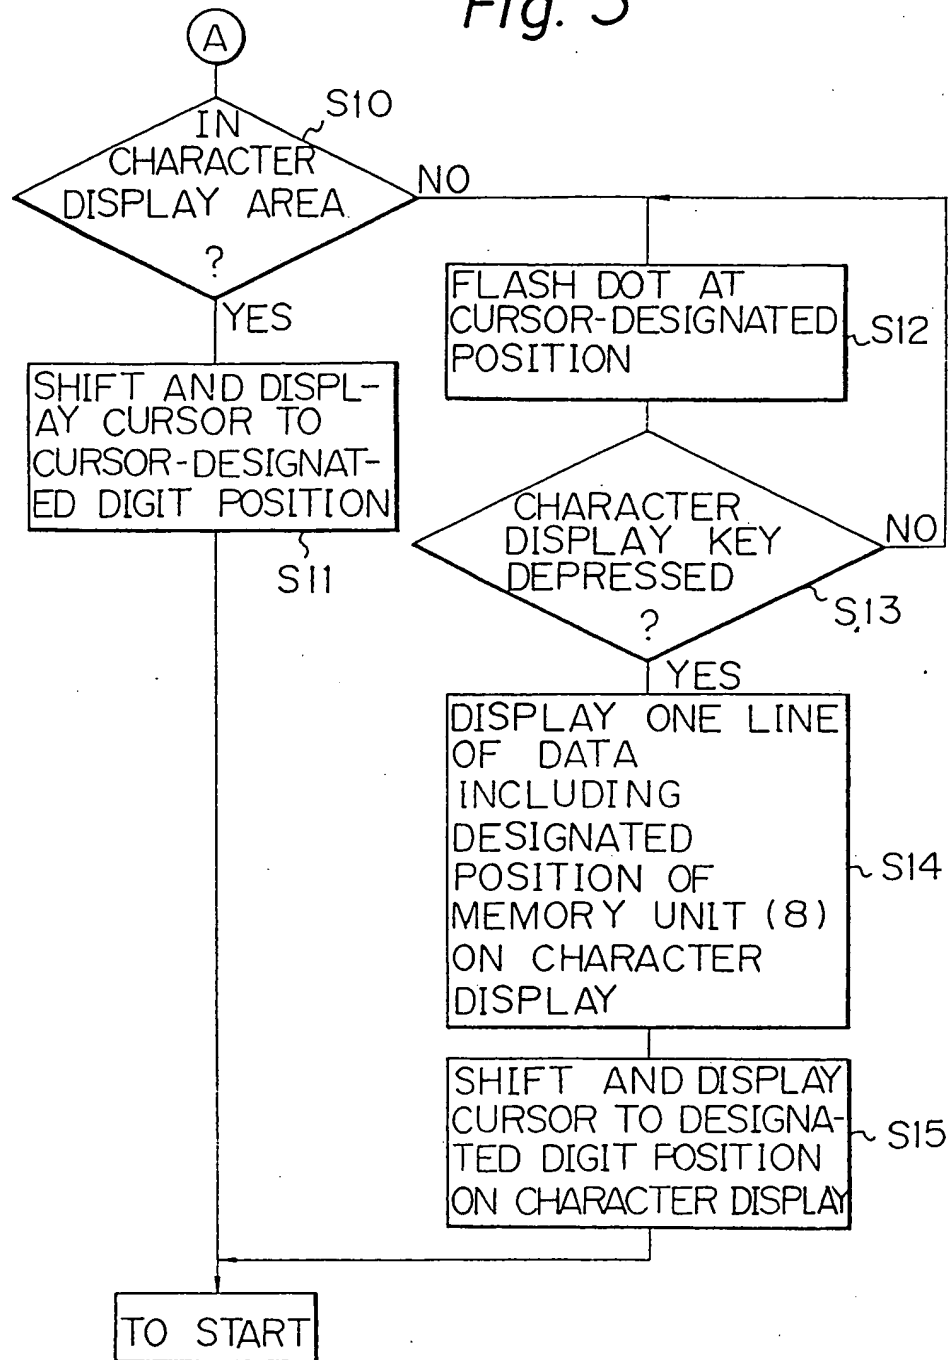 Fig. 5
A
S10
IN
CHARACTER
DISPLAY AREA
?
NO
YES
SHIFT AND DISPL-
AY CURSOR TO
CURSOR-DESIGNAT-
ED DIGIT POSITION
S11
FLASH DOT AT
CURSOR-DESIGNATED
POSITION
S12
CHARACTER
DISPLAY KEY
DEPRESSED
?
NO
S13
YES
DISPLAY ONE LINE
OF DATA
INCLUDING
DESIGNATED
POSITION OF
MEMORY UNIT (8)
ON CHARACTER
DISPLAY
S14
SHIFT AND DISPLAY
CURSOR TO DESIGNA-
TED DIGIT POSITION
ON CHARACTER DISPLAY
S15
TO START